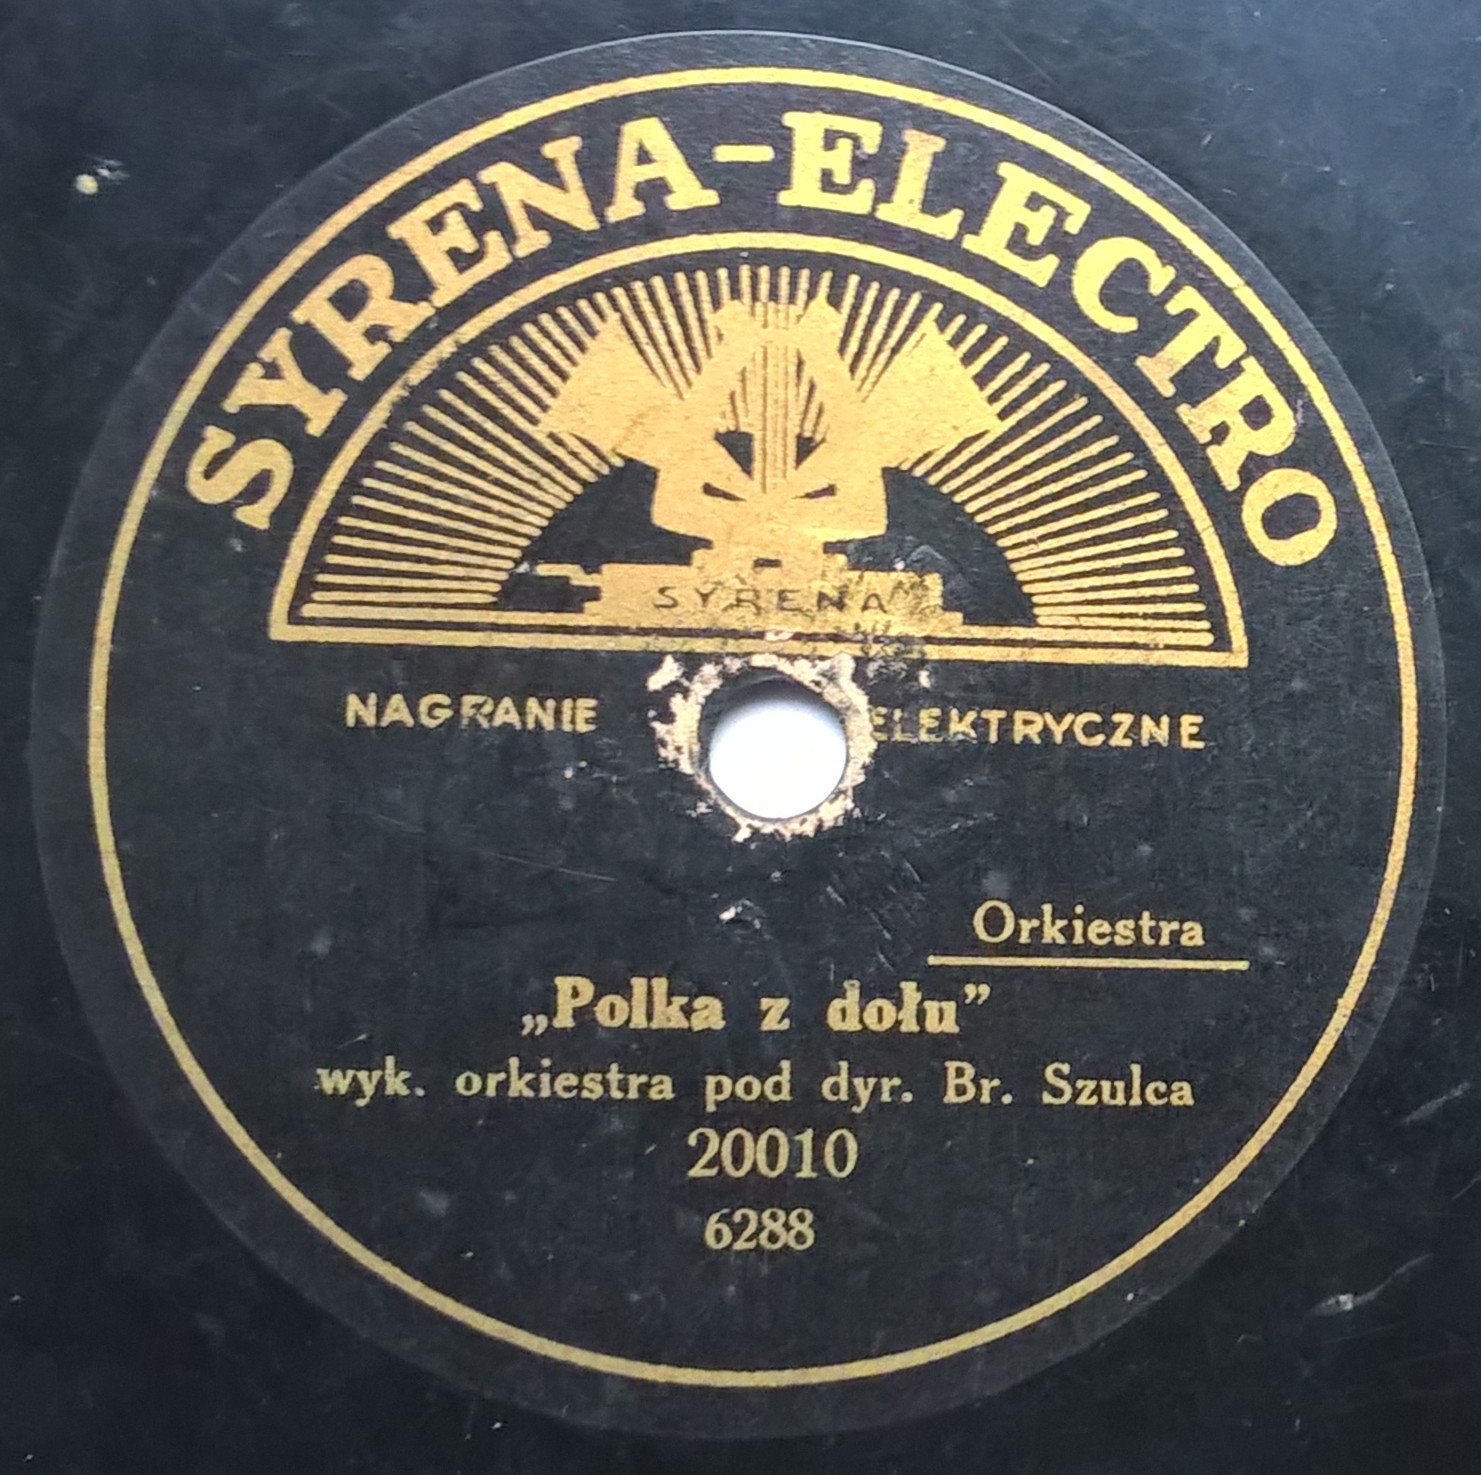 SYRENA-ELECTRO
SYRENA
NAGRANIE ELEKTRYCZNE
Orkiestra
„Polka z dołu”
wyk. orkiestra pod dyr. Br. Szulca
20010
6288